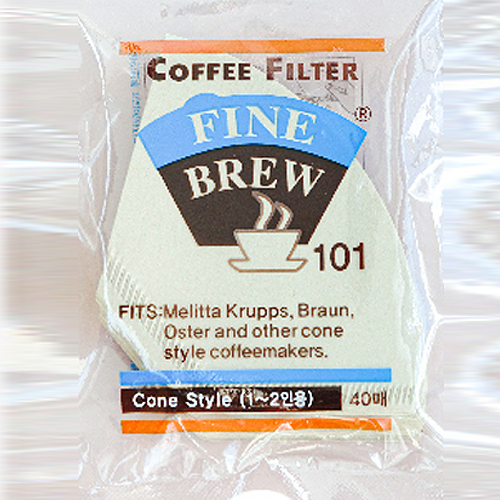 COFFEE FILTER
FINE ®
BREW
101
FITS:Melitta Krupps, Braun,
Oster and other cone
style coffeemakers.
Cone Style (1~2인용) 40매